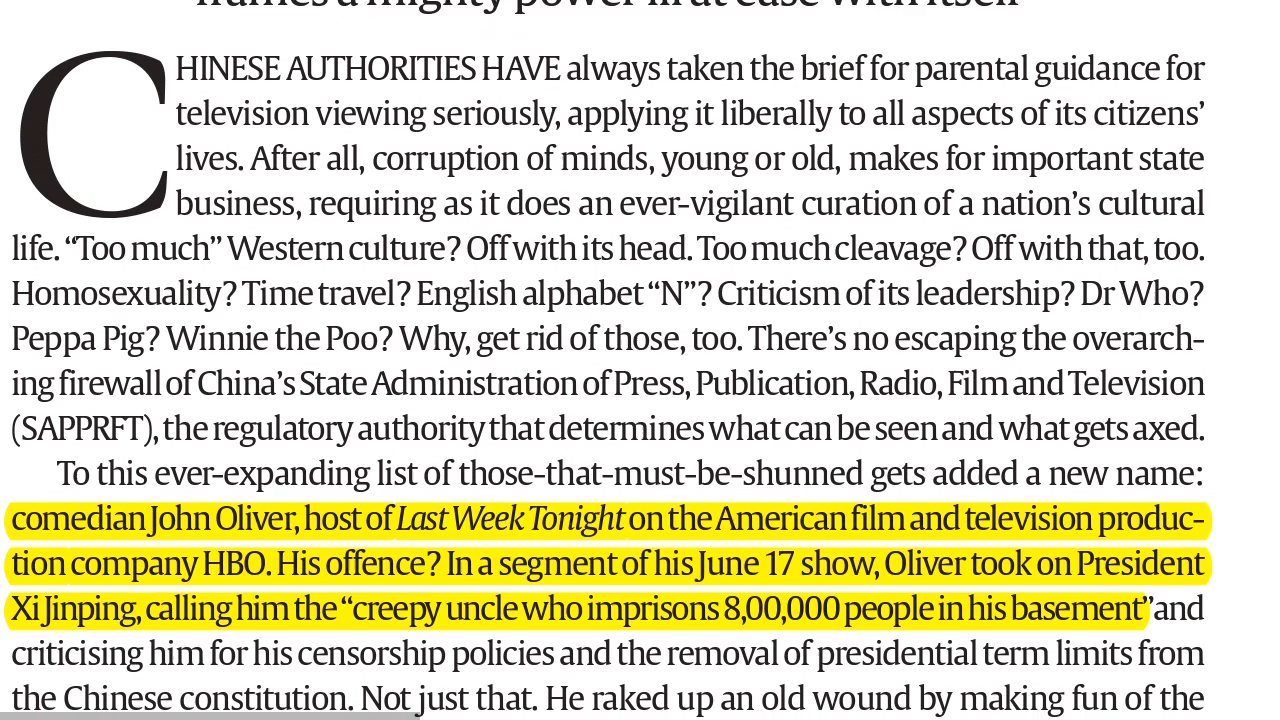 frames a mighty power ill at ease with itself
CHINESE AUTHORITIES HAVE always taken the brief for parental guidance for
television viewing seriously, applying it liberally to all aspects of its citizens’
lives. After all, corruption of minds, young or old, makes for important state
business, requiring as it does an ever-vigilant curation of a nation’s cultural
life. “Too much” Western culture? Off with its head. Too much cleavage? Off with that, too.
Homosexuality? Time travel? English alphabet “N”? Criticism of its leadership? Dr Who?
Peppa Pig? Winnie the Poo? Why, get rid of those, too. There’s no escaping the overarch-
ing firewall of China’s State Administration of Press, Publication, Radio, Film and Television
(SAPPRFT), the regulatory authority that determines what can be seen and what gets axed.
To this ever-expanding list of those-that-must-be-shunned gets added a new name:
comedian John Oliver, host of Last Week Tonight on the American film and television produc-
tion company HBO. His offence? In a segment of his June 17 show, Oliver took on President
Xi Jinping, calling him the “creepy uncle who imprisons 8,00,000 people in his basement” and
criticising him for his censorship policies and the removal of presidential term limits from
the Chinese constitution. Not just that. He raked up an old wound by making fun of the